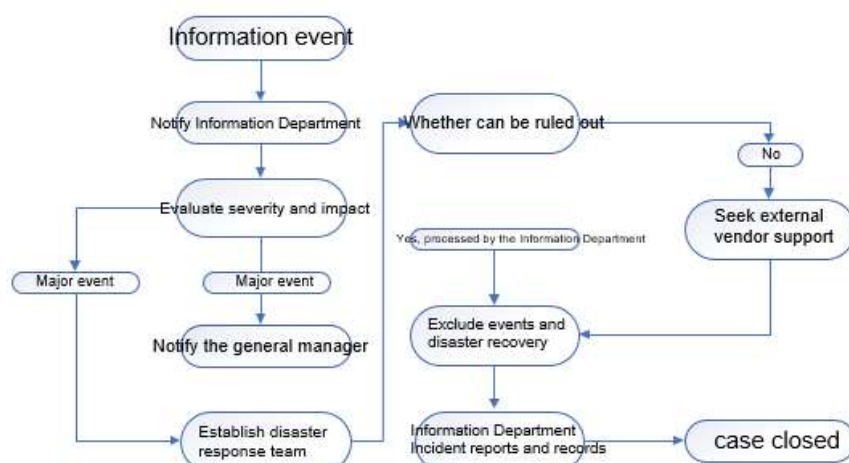 Information event
Notify Information Department
Evaluate severity and impact
Major event
Major event
Notify the general manager
Establish disaster
response team
Whether can be ruled out
No
Seek external
vendor support
Yes, processed by the Information Department
Exclude events and
disaster recovery
Information Department
Incident reports and records
case closed